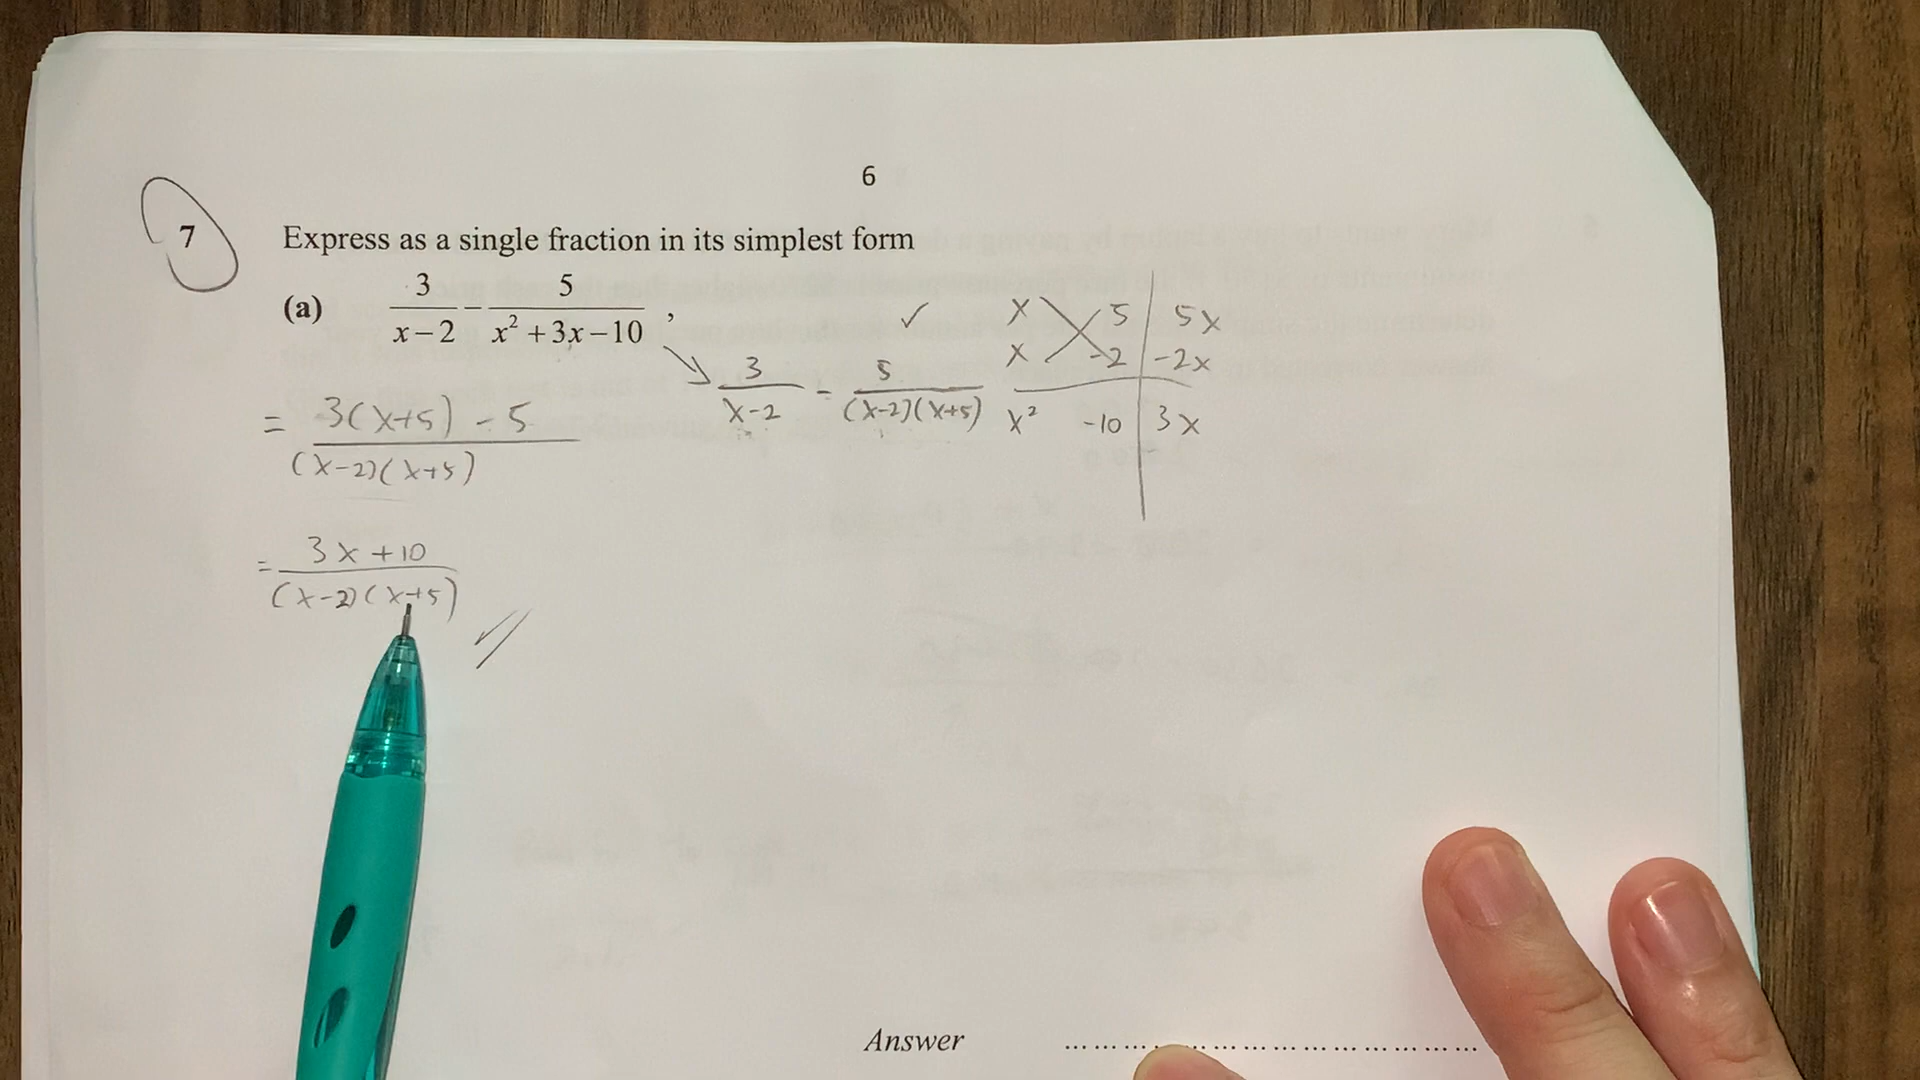 6
7 Express as a single fraction in its simplest form
(a) 3/(x−2) − 5/(x²+3x−10) ,
✓
3/(x-2) - 5/((x-2)(x+5))
x 5 | 5x
x -2 | -2x
x² -10 | 3x
= (3(x+5) - 5)/((x-2)(x+5))
= (3x+10)/((x-2)(x+5))
Answer ..........................................